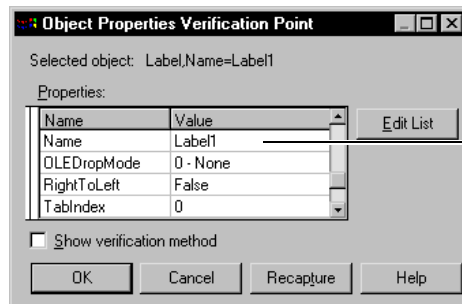 Object Properties Verification Point
Selected object: Label,Name=Label1
Properties:
Name Value
Name Label1
OLEDropMode 0 - None
RightToLeft False
TabIndex 0
Edit List
Show verification method
OK Cancel Recapture Help